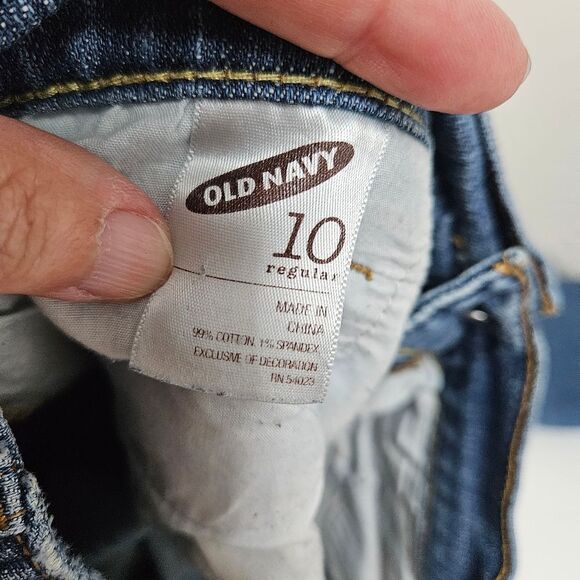 OLD NAVY
10
regular
MADE IN
CHINA
99% COTTON, 1% SPANDEX
EXCLUSIVE OF DECORATION
RN 54023